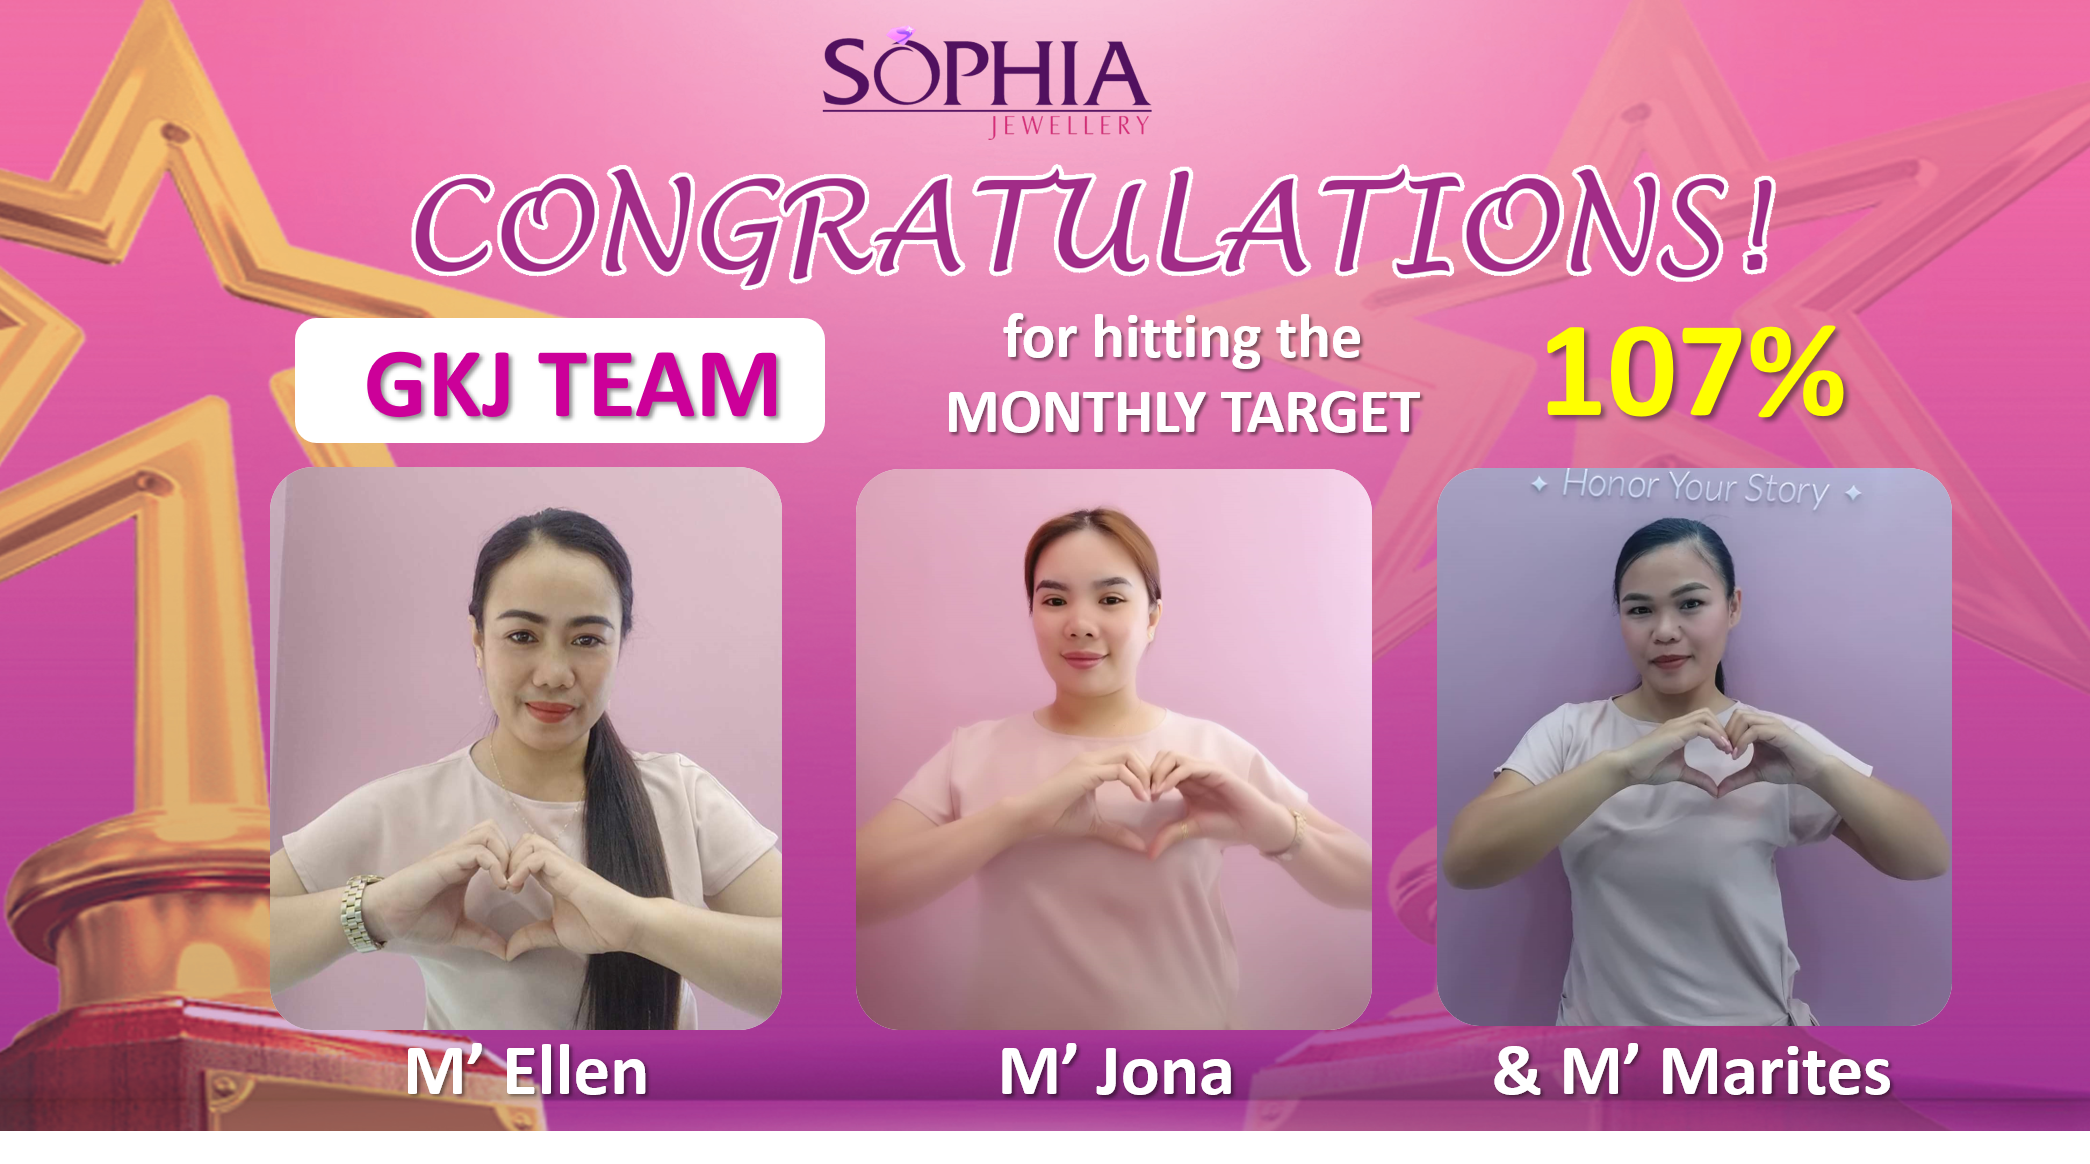 SOPHIA
JEWELLERY
CONGRATULATIONS!
GKJ TEAM
for hitting the
MONTHLY TARGET
107%
Honor Your Story
M’ Ellen
M’ Jona
& M’ Marites